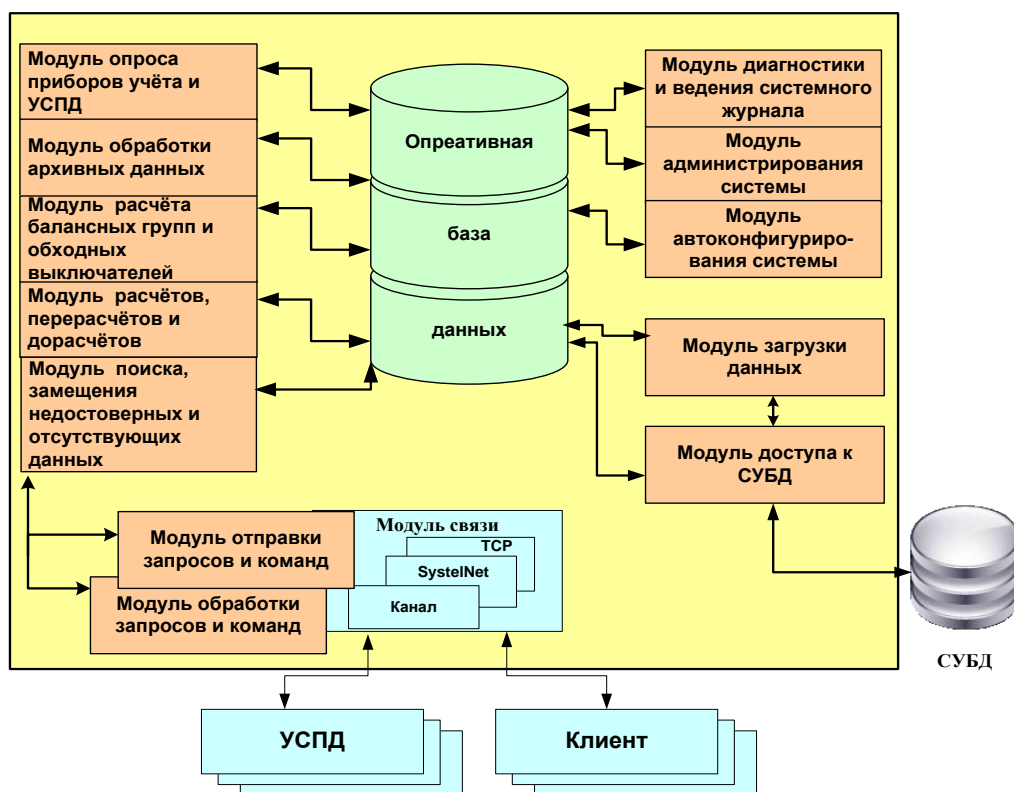 Модуль опроса
приборов учёта и
УСПД
Модуль обработки
архивных данных
Модуль расчёта
балансных групп и
обходных
выключателей
Модуль расчётов,
перерасчётов и
дорасчётов
Модуль поиска,
замещения
недостоверных и
отсутствующих
данных
Опреативная
база
данных
Модуль диагностики
и ведения системного
журнала
Модуль
администрирования
системы
Модуль
автоконфигуриро-
вания системы
Модуль загрузки
данных
Модуль доступа к
СУБД
Модуль отправки
запросов и команд
Модуль обработки
запросов и команд
Модуль связи
TCP
SystelNet
Канал
СУБД
УСПД
Клиент